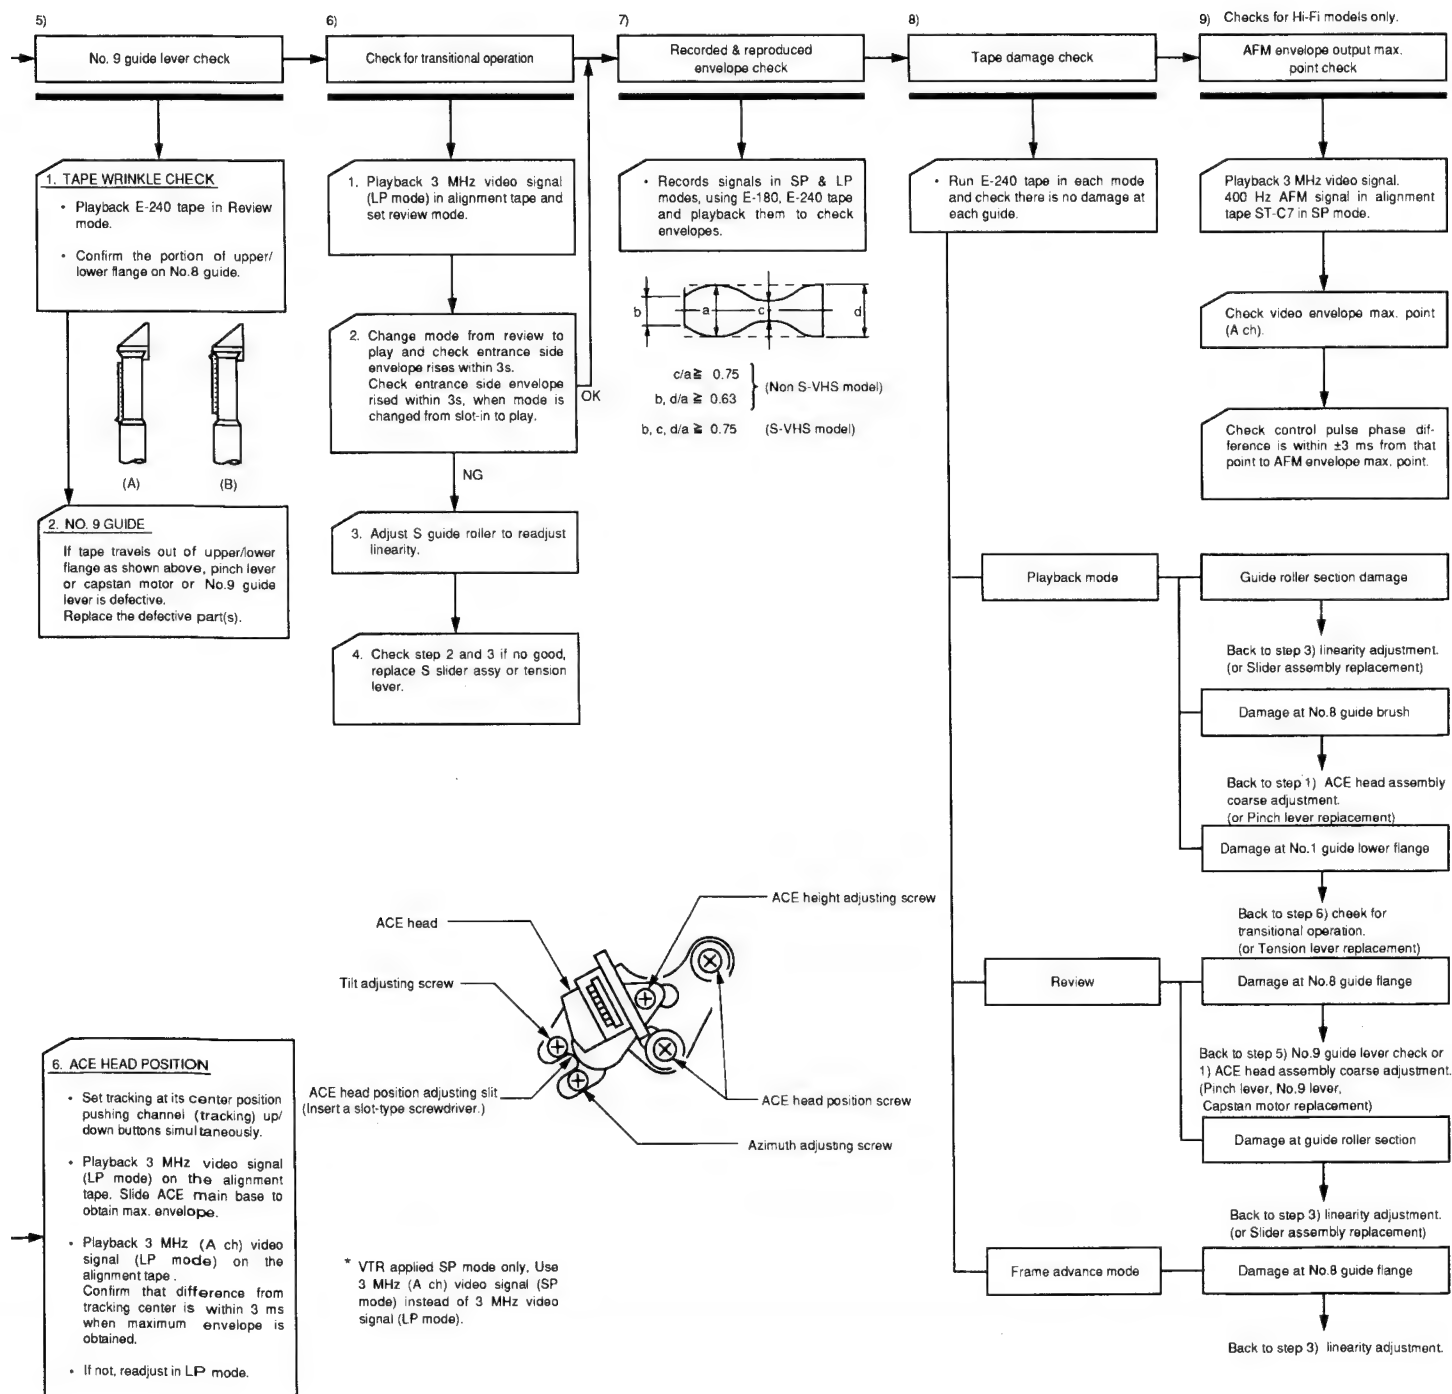 5)
No. 9 guide lever check
1. TAPE WRINKLE CHECK
• Playback E-240 tape in Review
mode.
• Confirm the portion of upper/
lower flange on No.8 guide.
(A)
(B)
2. NO. 9 GUIDE
If tape travels out of upper/lower
flange as shown above, pinch lever
or capstan motor or No.9 guide
lever is defective.
Replace the defective part(s).
6)
Check for transitional operation
1. Playback 3 MHz video signal
(LP mode) in alignment tape and
set review mode.
2. Change mode from review to
play and check entrance side
envelope rises within 3s.
Check entrance side envelope
rised within 3s, when mode is
changed from slot-in to play.
OK
NG
3. Adjust S guide roller to readjust
linearity.
4. Check step 2 and 3 if no good,
replace S slider assy or tension
lever.
7)
Recorded & reproduced
envelope check
• Records signals in SP & LP
modes, using E-180, E-240 tape
and playback them to check
envelopes.
b
a
c
d
c/a ≧ 0.75
b, d/a ≧ 0.63
(Non S-VHS model)
b, c, d/a ≧ 0.75 (S-VHS model)
8)
Tape damage check
• Run E-240 tape in each mode
and check there is no damage at
each guide.
9) Checks for Hi-Fi models only.
AFM envelope output max.
point check
Playback 3 MHz video signal.
400 Hz AFM signal in alignment
tape ST-C7 in SP mode.
Check video envelope max. point
(A ch).
Check control pulse phase dif-
ference is within ±3 ms from that
point to AFM envelope max. point.
Playback mode
Guide roller section damage
Back to step 3) linearity adjustment.
(or Slider assembly replacement)
Damage at No.8 guide brush
Back to step 1) ACE head assembly
coarse adjustment.
(or Pinch lever replacement)
Damage at No.1 guide lower flange
Back to step 6) cheek for
transitional operation.
(or Tension lever replacement)
Review
Damage at No.8 guide flange
Back to step 5) No.9 guide lever check or
1) ACE head assembly coarse adjustment.
(Pinch lever, No.9 lever,
Capstan motor replacement)
Damage at guide roller section
Back to step 3) linearity adjustment.
(or Slider assembly replacement)
Frame advance mode
Damage at No.8 guide flange
Back to step 3) linearity adjustment.
ACE height adjusting screw
ACE head
Tilt adjusting screw
ACE head position adjusting slit
(Insert a slot-type screwdriver.)
ACE head position screw
Azimuth adjusting screw
6. ACE HEAD POSITION
• Set tracking at its center position
pushing channel (tracking) up/
down buttons simultaneously.
• Playback 3 MHz video signal
(LP mode) on the alignment
tape. Slide ACE main base to
obtain max. envelope.
• Playback 3 MHz (A ch) video
signal (LP mode) on the
alignment tape .
Confirm that difference from
tracking center is within 3 ms
when maximum envelope is
obtained.
• If not, readjust in LP mode.
* VTR applied SP mode only, Use
3 MHz (A ch) video signal (SP
mode) instead of 3 MHz video
signal (LP mode).